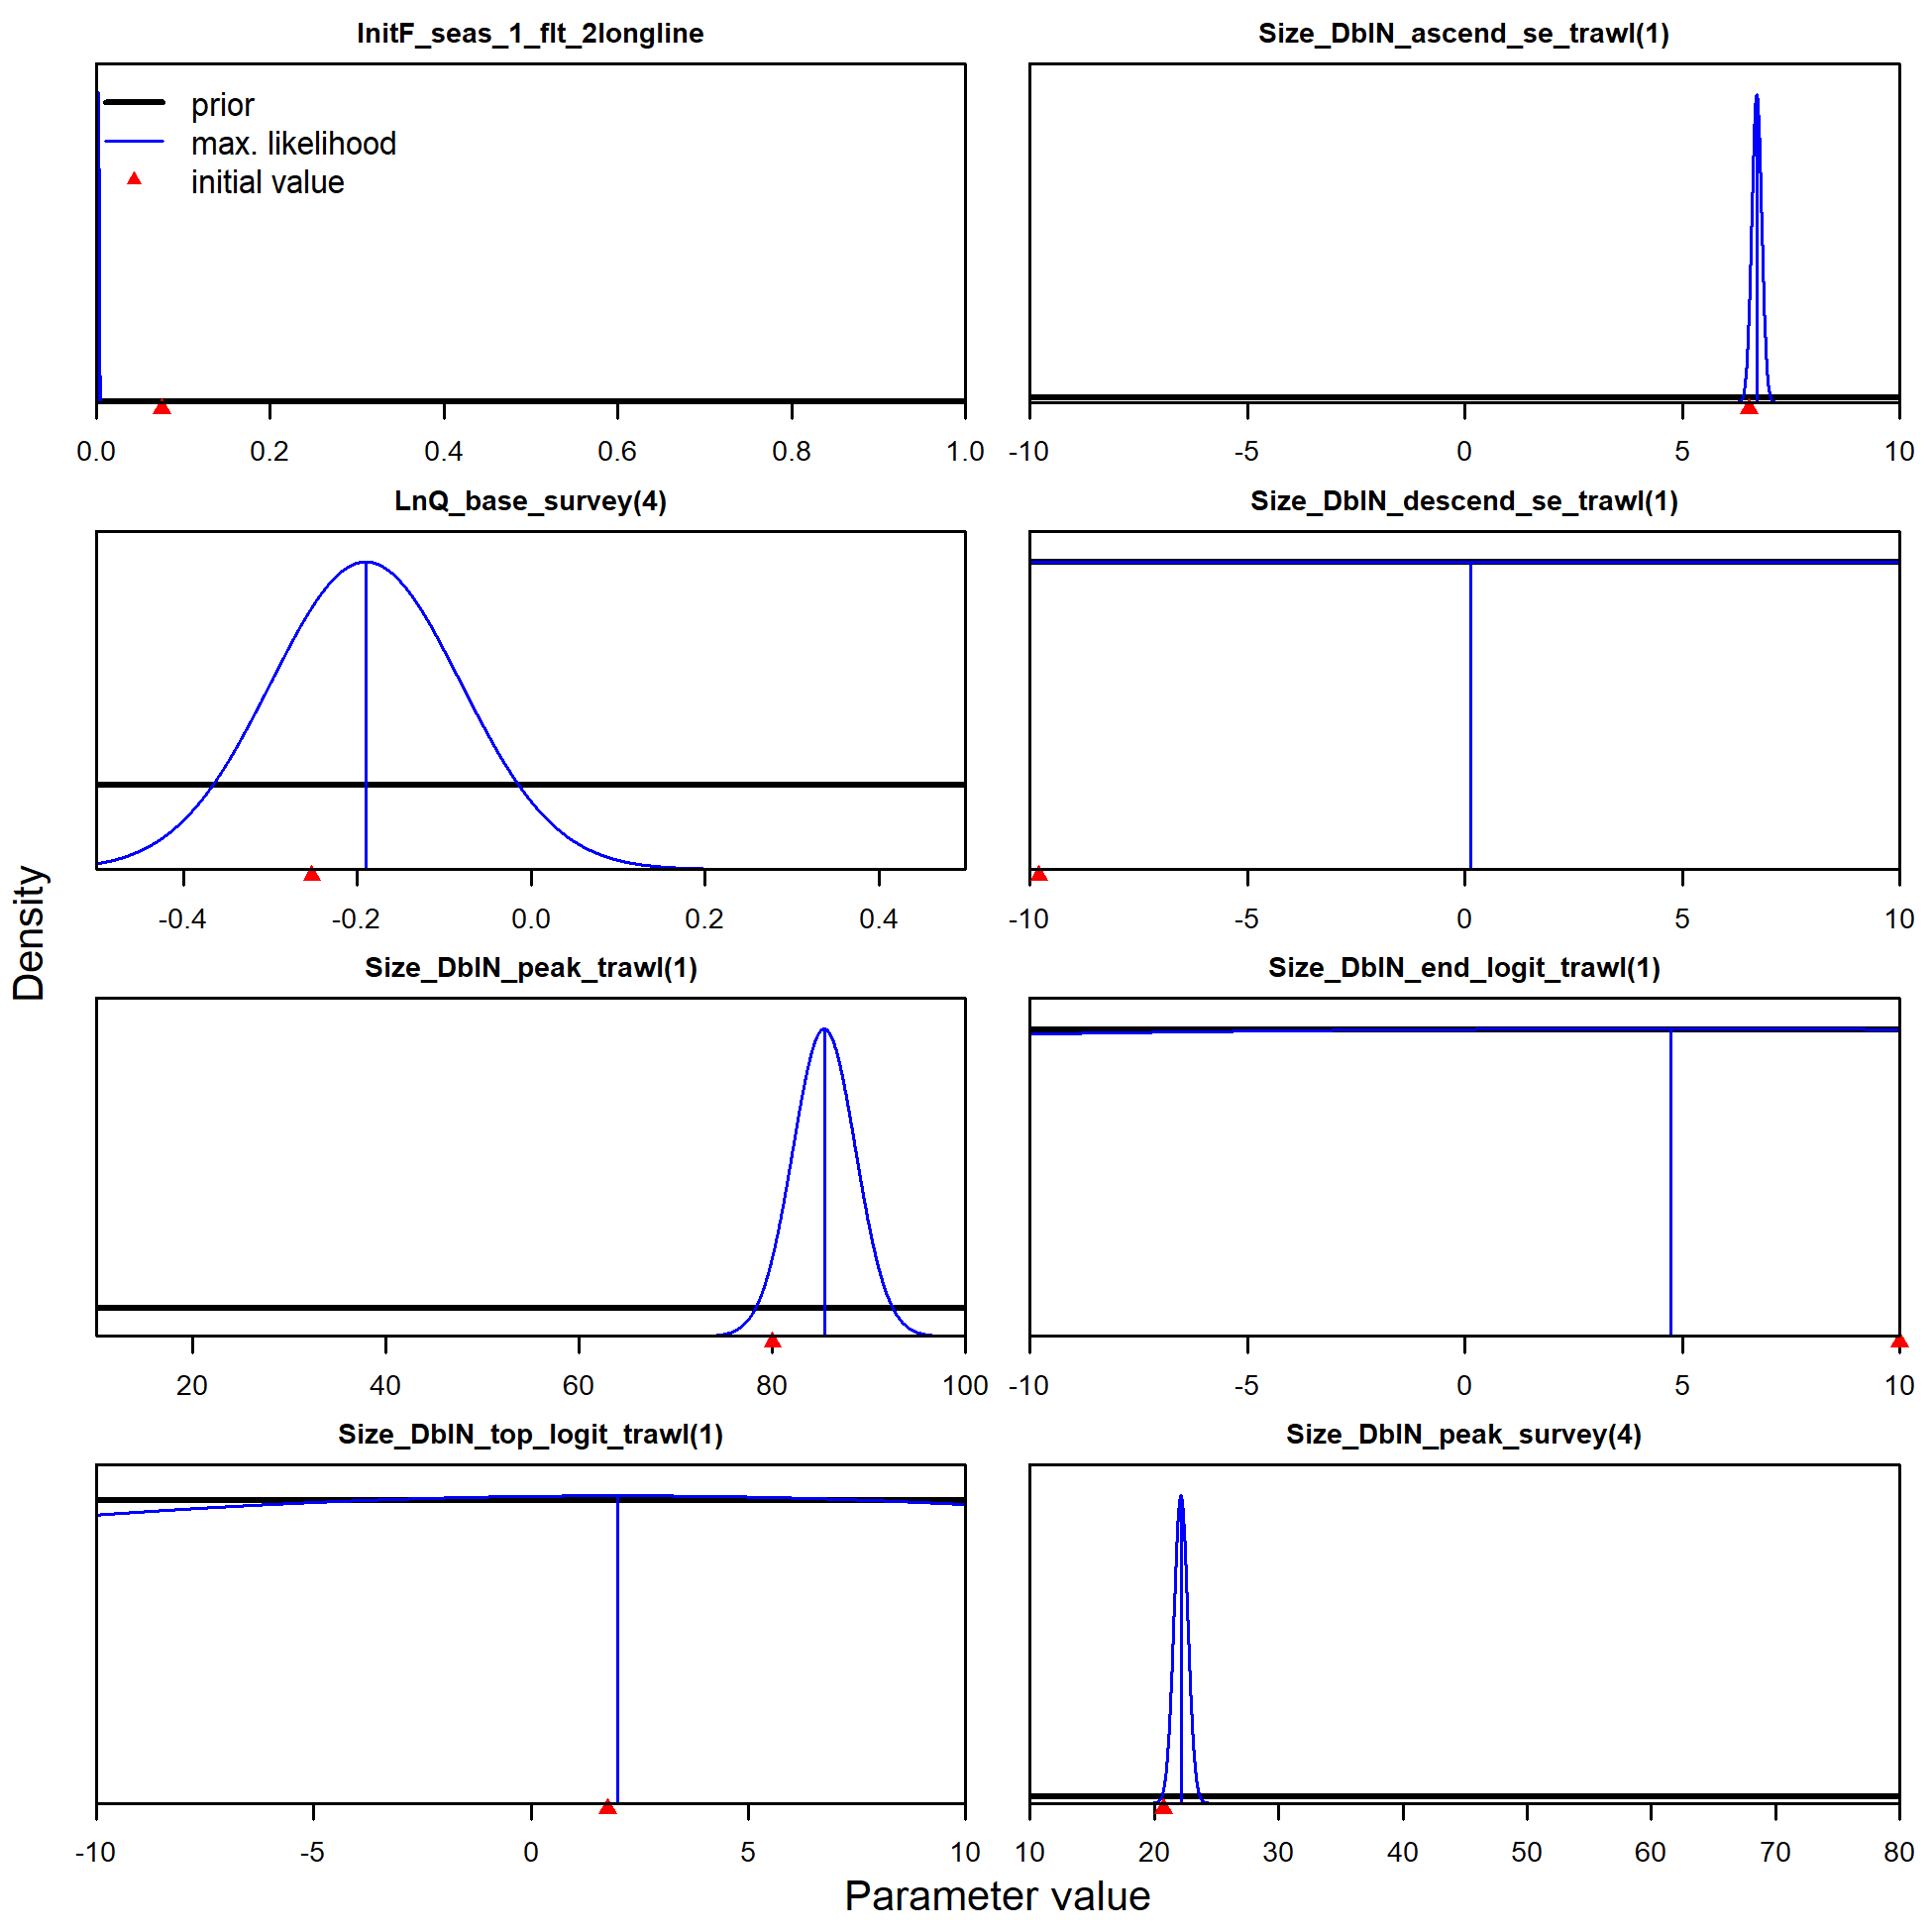 InitF_seas_1_flt_2longline
prior
max. likelihood
initial value
0.0 0.2 0.4 0.6 0.8 1.0
Size_DblN_ascend_se_trawl(1)
-10 -5 0 5 10
LnQ_base_survey(4)
-0.4 -0.2 0.0 0.2 0.4
Size_DblN_descend_se_trawl(1)
-10 -5 0 5 10
Size_DblN_peak_trawl(1)
20 40 60 80 100
Size_DblN_end_logit_trawl(1)
-10 -5 0 5 10
Size_DblN_top_logit_trawl(1)
-10 -5 0 5 10
Size_DblN_peak_survey(4)
10 20 30 40 50 60 70 80
Density
Parameter value